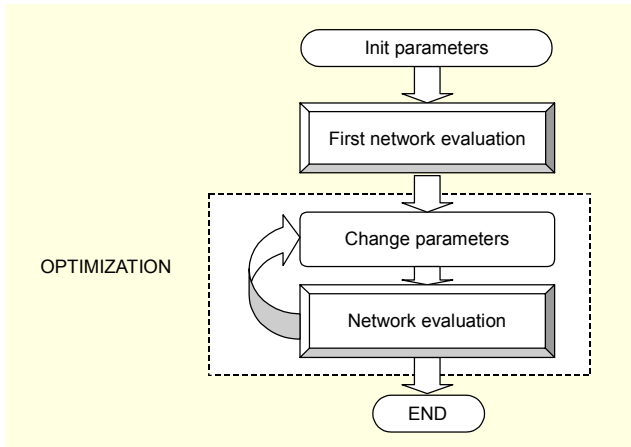 Init parameters
First network evaluation
Change parameters
OPTIMIZATION
Network evaluation
END